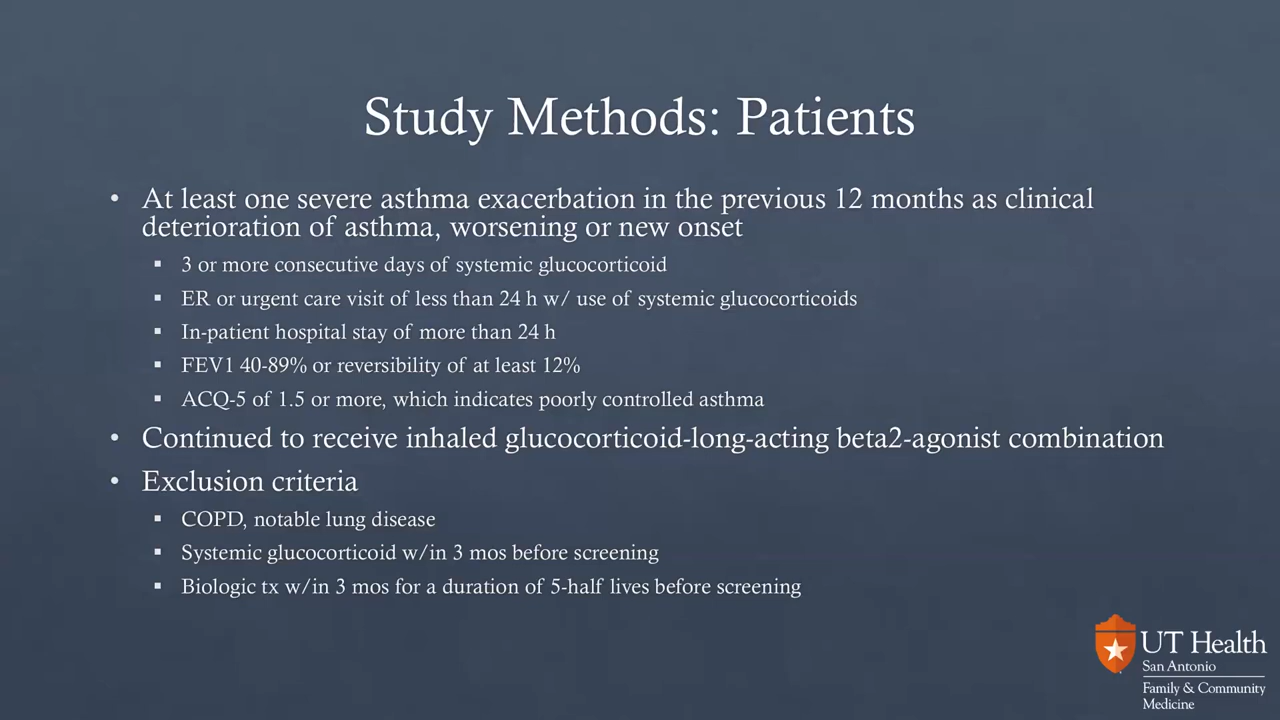 Study Methods: Patients
• At least one severe asthma exacerbation in the previous 12 months as clinical
deterioration of asthma, worsening or new onset
▪ 3 or more consecutive days of systemic glucocorticoid
▪ ER or urgent care visit of less than 24 h w/ use of systemic glucocorticoids
▪ In-patient hospital stay of more than 24 h
▪ FEV1 40-89% or reversibility of at least 12%
▪ ACQ-5 of 1.5 or more, which indicates poorly controlled asthma
• Continued to receive inhaled glucocorticoid-long-acting beta2-agonist combination
• Exclusion criteria
▪ COPD, notable lung disease
▪ Systemic glucocorticoid w/in 3 mos before screening
▪ Biologic tx w/in 3 mos for a duration of 5-half lives before screening
UT Health
San Antonio
Family & Community
Medicine